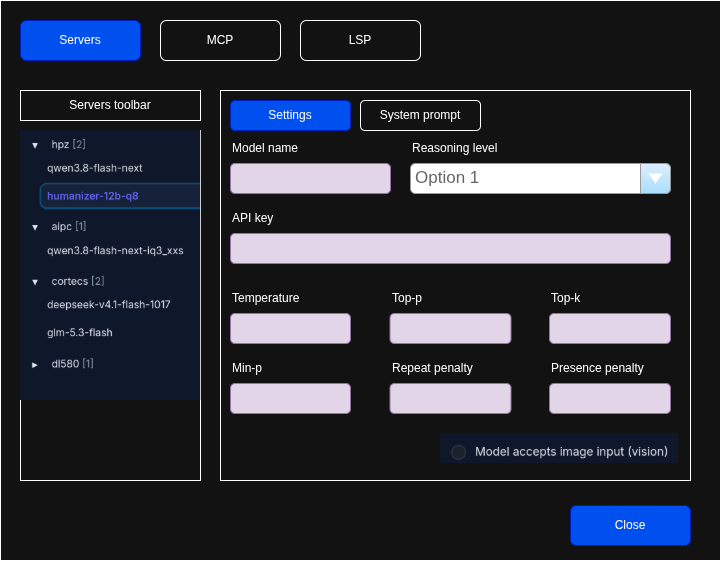 Servers
MCP
LSP
Servers toolbar
▼ hpz [2]
qwen3.8-flash-next
humanizer-12b-q8
▼ aipc [1]
qwen3.8-flash-next-iq3_xxs
▼ cortecs [2]
deepseek-v4.1-flash-1017
glm-5.3-flash
► dl580 [1]
Settings
System prompt
Model name
Reasoning level
Option 1
API key
Temperature
Top-p
Top-k
Min-p
Repeat penalty
Presence penalty
Model accepts image input (vision)
Close